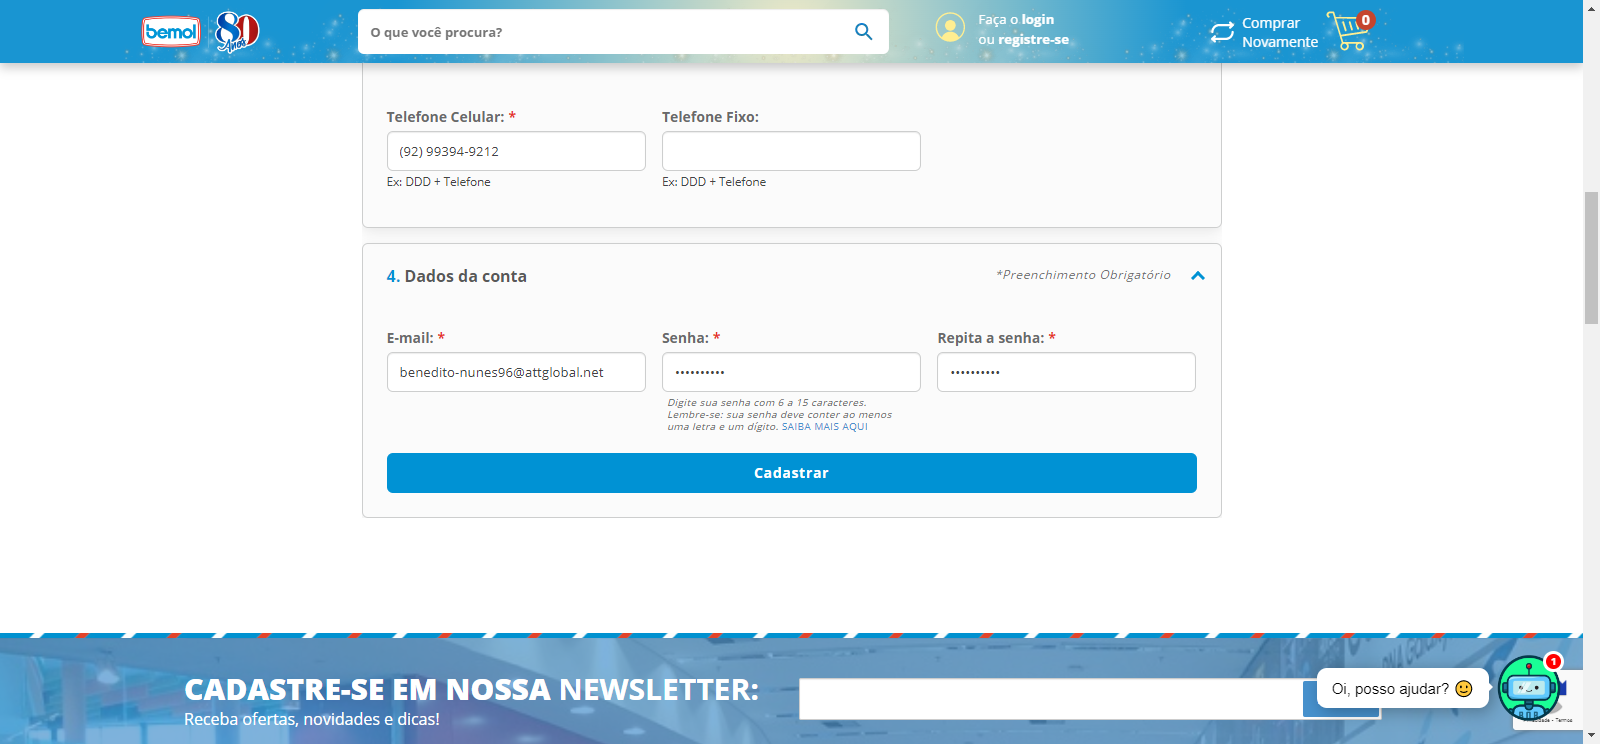 bemol 80 Anos
O que você procura?
Faça o login
ou registre-se
Comprar
Novamente
0
Telefone Celular: *
Telefone Fixo:
(92) 99394-9212
Ex: DDD + Telefone
Ex: DDD + Telefone
4. Dados da conta
*Preenchimento Obrigatório
E-mail: *
Senha: *
Repita a senha: *
benedito-nunes96@attglobal.net
••••••••••
••••••••••
Digite sua senha com 6 a 15 caracteres.
Lembre-se: sua senha deve conter ao menos
uma letra e um dígito. SAIBA MAIS AQUI
Cadastrar
CADASTRE-SE EM NOSSA NEWSLETTER:
Receba ofertas, novidades e dicas!
Oi, posso ajudar?
1
- Termos